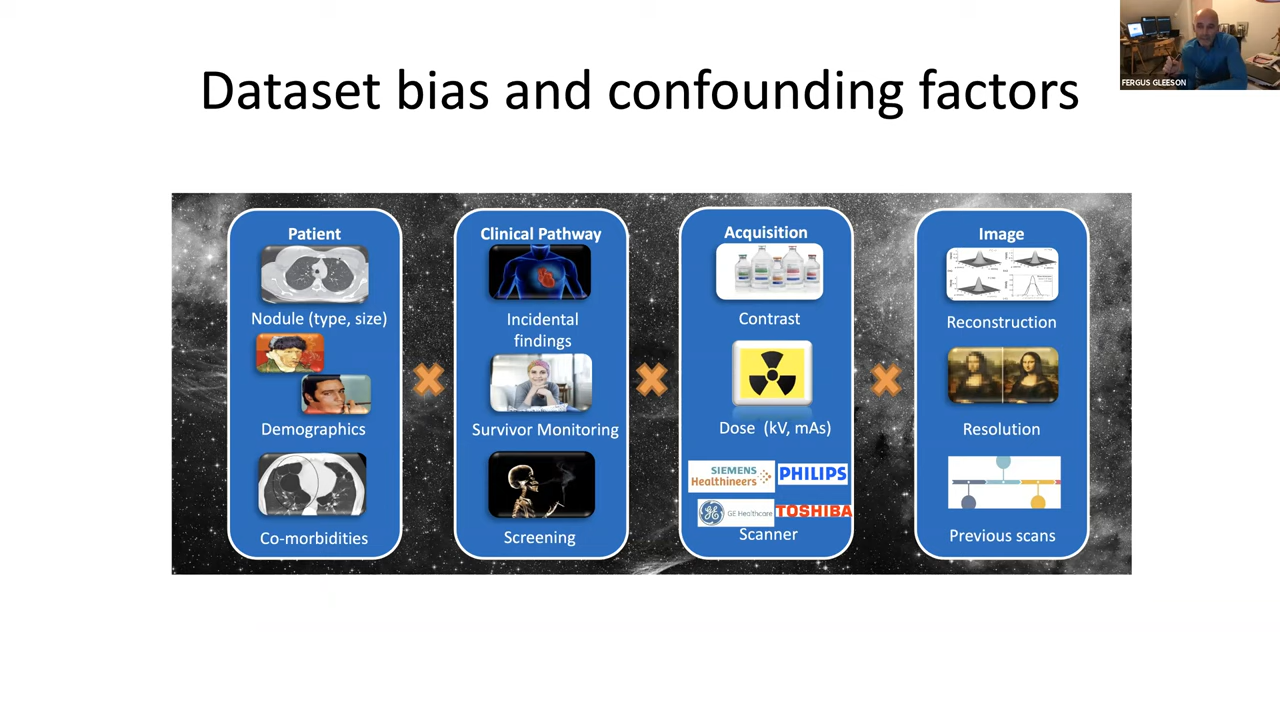 Dataset bias and confounding factors
FERGUS GLEESON
Patient
Nodule (type, size)
Demographics
Co-morbidities
Clinical Pathway
Incidental
findings
Survivor Monitoring
Screening
Acquisition
Contrast
Dose (kV, mAs)
SIEMENS
Healthineers
PHILIPS
GE Healthcare
TOSHIBA
Scanner
Image
Reconstruction
Resolution
Previous scans